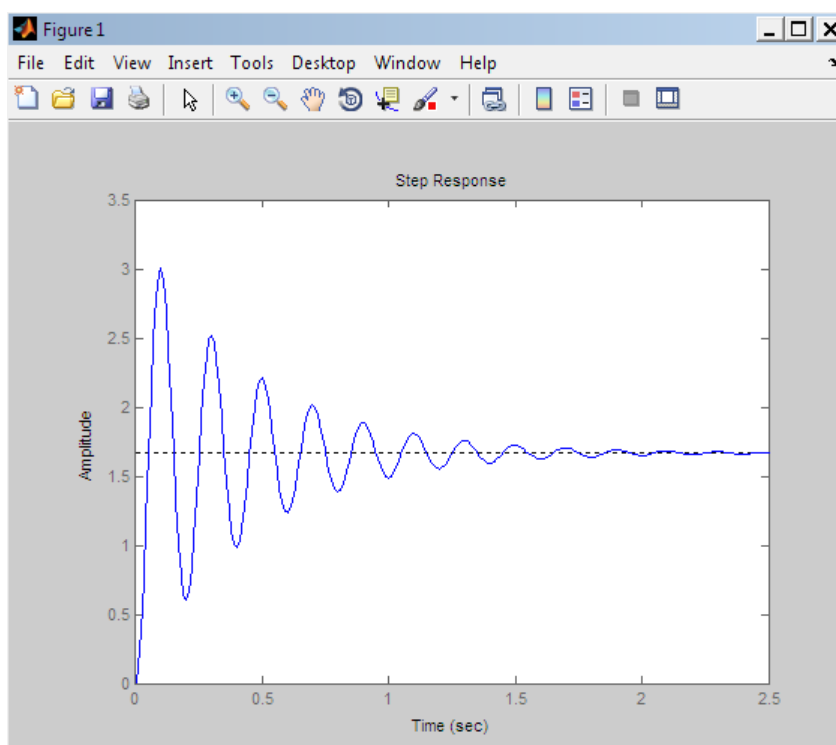 Figure 1
File Edit View Insert Tools Desktop Window Help
Step Response
3.5
3
2.5
2
1.5
1
0.5
0
Amplitude
0 0.5 1 1.5 2 2.5
Time (sec)